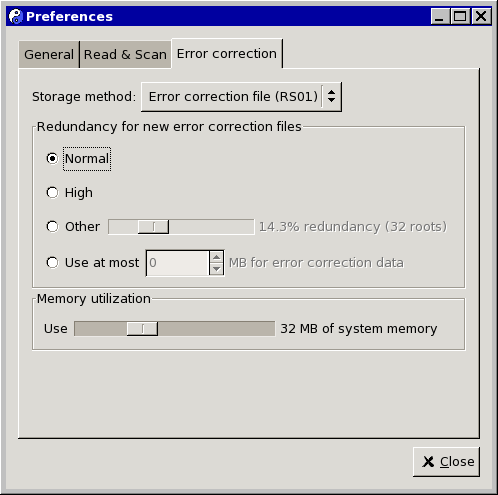 Preferences
General Read & Scan Error correction
Storage method: Error correction file (RS01)
Redundancy for new error correction files
Normal
High
Other 14.3% redundancy (32 roots)
Use at most 0 MB for error correction data
Memory utilization
Use 32 MB of system memory
Close